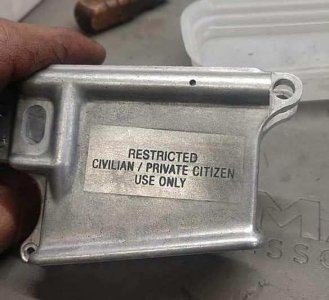 RESTRICTED
CIVILIAN / PRIVATE CITIZEN
USE ONLY